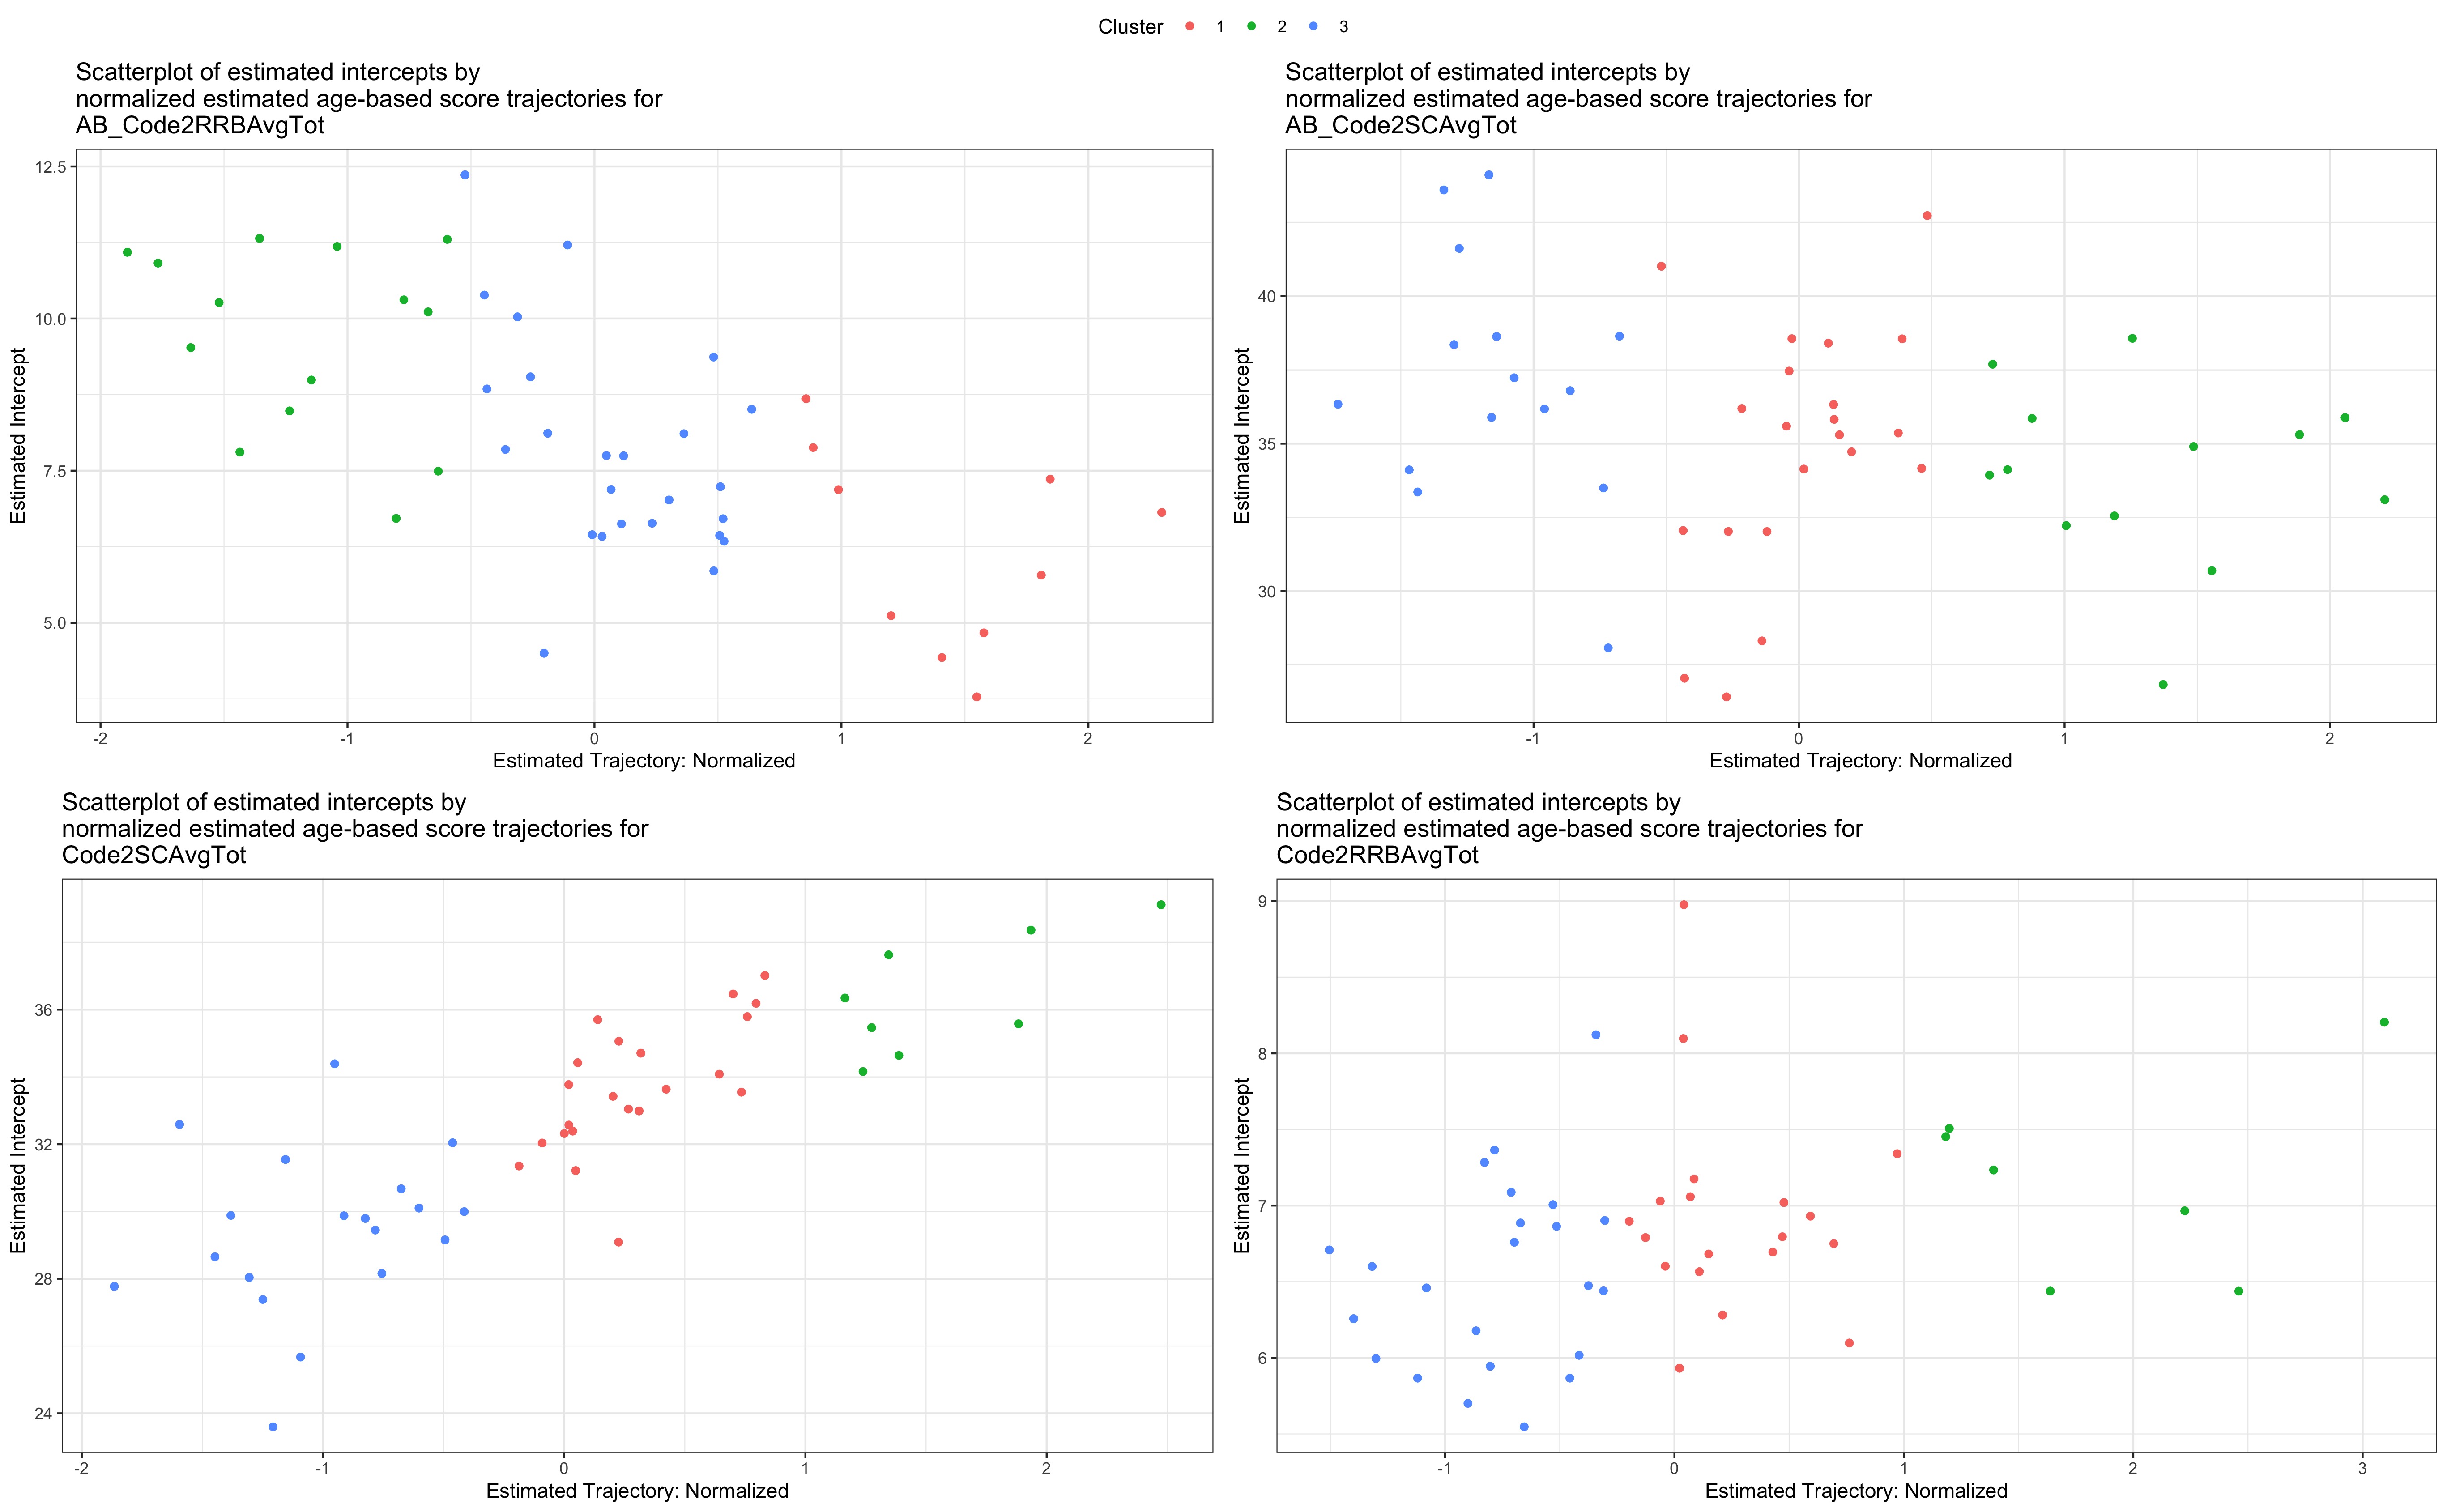 Cluster 1 2 3
Scatterplot of estimated intercepts by
normalized estimated age-based score trajectories for
AB_Code2RRBAvgTot
12.5
10.0
7.5
5.0
Estimated Intercept
-2 -1 0 1 2
Estimated Trajectory: Normalized
Scatterplot of estimated intercepts by
normalized estimated age-based score trajectories for
AB_Code2SCAvgTot
40
35
30
Estimated Intercept
-1 0 1 2
Estimated Trajectory: Normalized
Scatterplot of estimated intercepts by
normalized estimated age-based score trajectories for
Code2SCAvgTot
36
32
28
24
Estimated Intercept
-2 -1 0 1 2
Estimated Trajectory: Normalized
Scatterplot of estimated intercepts by
normalized estimated age-based score trajectories for
Code2RRBAvgTot
9
8
7
6
Estimated Intercept
-1 0 1 2 3
Estimated Trajectory: Normalized